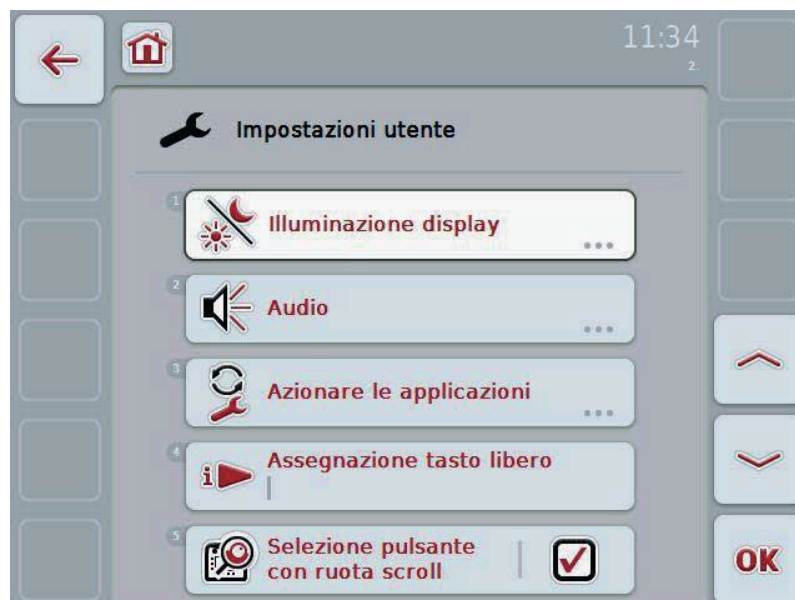 11:34
2.
Impostazioni utente
1
Illuminazione display
...
2
Audio
...
3
Azionare le applicazioni
...
4
i
Assegnazione tasto libero
5
Selezione pulsante
con ruota scroll
OK